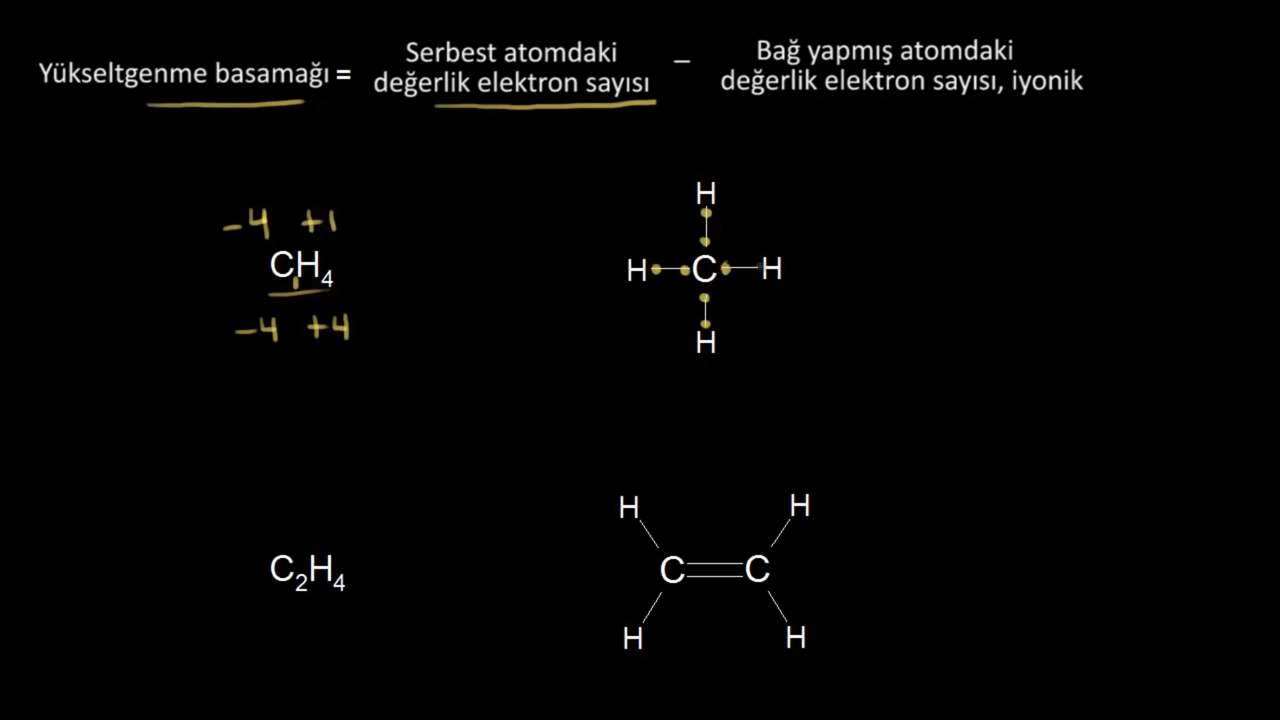 Yükseltgenme basamağı =
Serbest atomdaki
değerlik elektron sayısı
–
Bağ yapmış atomdaki
değerlik elektron sayısı, iyonik
-4 +1
CH₄
-4 +4
H
H C H
H
C₂H₄
H H
C C
H H